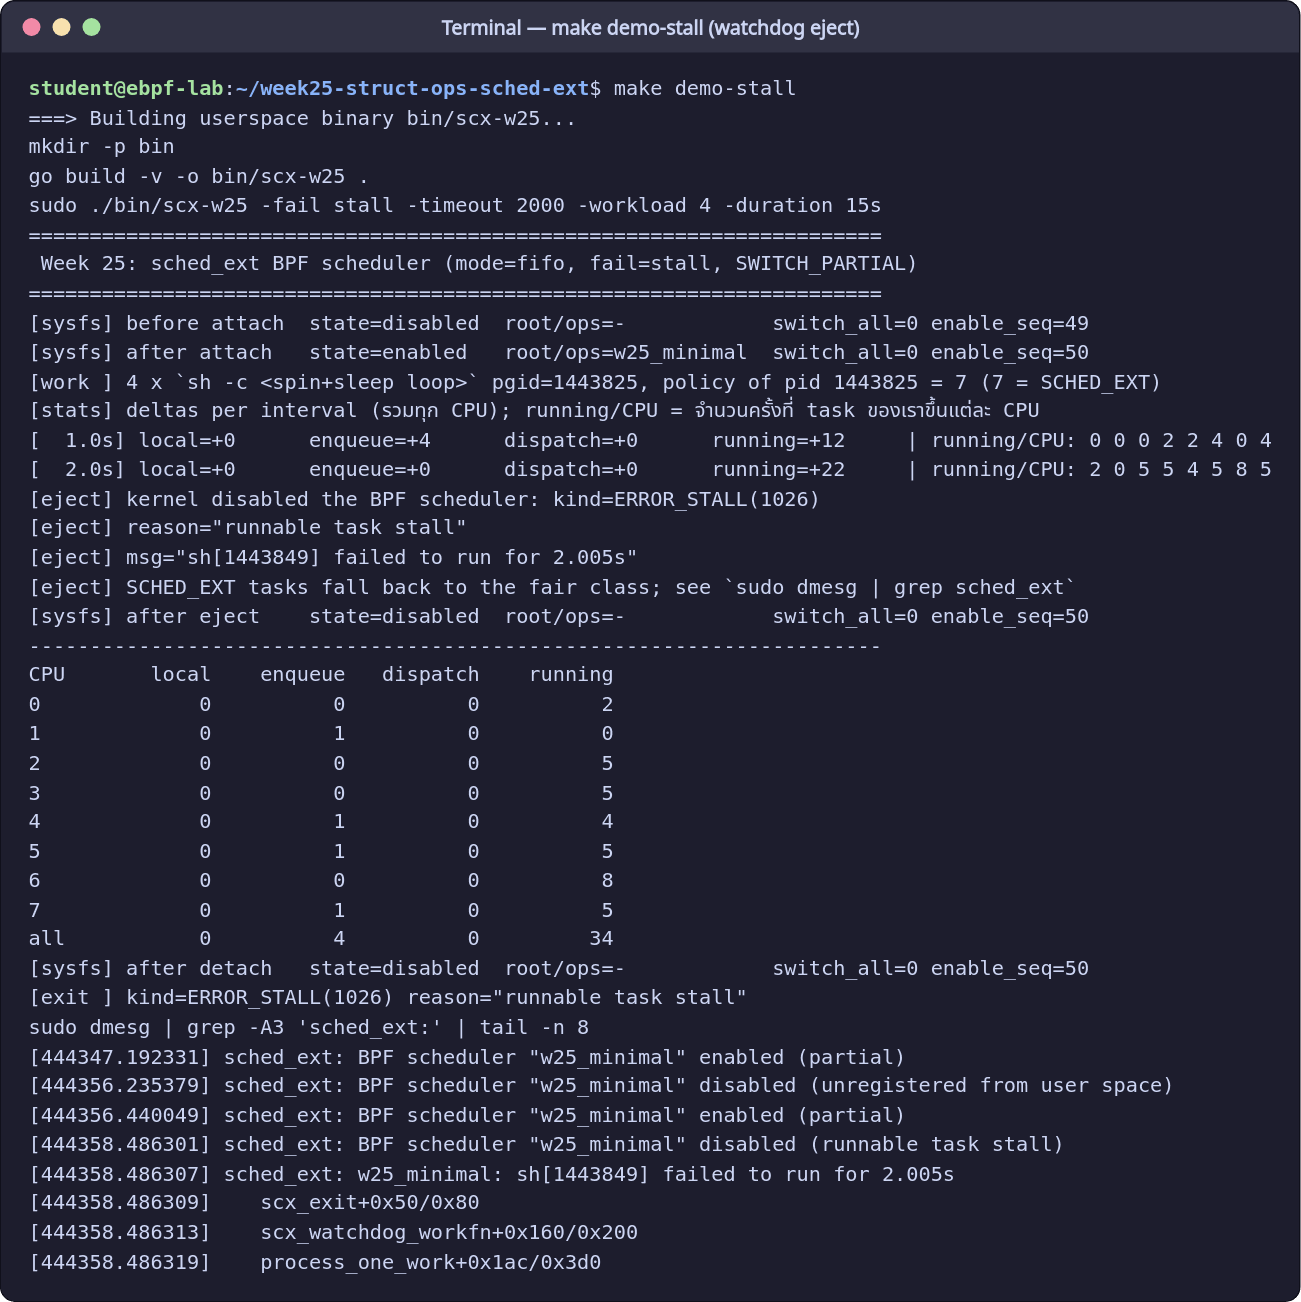 Terminal — make demo-stall (watchdog eject)
student@ebpf-lab:~/week25-struct-ops-sched-ext$ make demo-stall
===> Building userspace binary bin/scx-w25...
mkdir -p bin
go build -v -o bin/scx-w25 .
sudo ./bin/scx-w25 -fail stall -timeout 2000 -workload 4 -duration 15s
======================================================================
 Week 25: sched_ext BPF scheduler (mode=fifo, fail=stall, SWITCH_PARTIAL)
======================================================================
[sysfs] before attach  state=disabled  root/ops=-            switch_all=0 enable_seq=49
[sysfs] after attach   state=enabled   root/ops=w25_minimal  switch_all=0 enable_seq=50
[work ] 4 x `sh -c <spin+sleep loop>` pgid=1443825, policy of pid 1443825 = 7 (7 = SCHED_EXT)
[stats] deltas per interval (รวมทุก CPU); running/CPU = จำนวนครั้งที่ task ของเราขึ้นแต่ละ CPU
[  1.0s] local=+0      enqueue=+4      dispatch=+0      running=+12     | running/CPU: 0 0 0 2 2 4 0 4
[  2.0s] local=+0      enqueue=+0      dispatch=+0      running=+22     | running/CPU: 2 0 5 5 4 5 8 5
[eject] kernel disabled the BPF scheduler: kind=ERROR_STALL(1026)
[eject] reason="runnable task stall"
[eject] msg="sh[1443849] failed to run for 2.005s"
[eject] SCHED_EXT tasks fall back to the fair class; see `sudo dmesg | grep sched_ext`
[sysfs] after eject    state=disabled  root/ops=-            switch_all=0 enable_seq=50
----------------------------------------------------------------------
CPU       local    enqueue   dispatch    running
0             0          0          0          2
1             0          1          0          0
2             0          0          0          5
3             0          0          0          5
4             0          1          0          4
5             0          1          0          5
6             0          0          0          8
7             0          1          0          5
all           0          4          0         34
[sysfs] after detach   state=disabled  root/ops=-            switch_all=0 enable_seq=50
[exit ] kind=ERROR_STALL(1026) reason="runnable task stall"
sudo dmesg | grep -A3 'sched_ext:' | tail -n 8
[444347.192331] sched_ext: BPF scheduler "w25_minimal" enabled (partial)
[444356.235379] sched_ext: BPF scheduler "w25_minimal" disabled (unregistered from user space)
[444356.440049] sched_ext: BPF scheduler "w25_minimal" enabled (partial)
[444358.486301] sched_ext: BPF scheduler "w25_minimal" disabled (runnable task stall)
[444358.486307] sched_ext: w25_minimal: sh[1443849] failed to run for 2.005s
[444358.486309]    scx_exit+0x50/0x80
[444358.486313]    scx_watchdog_workfn+0x160/0x200
[444358.486319]    process_one_work+0x1ac/0x3d0